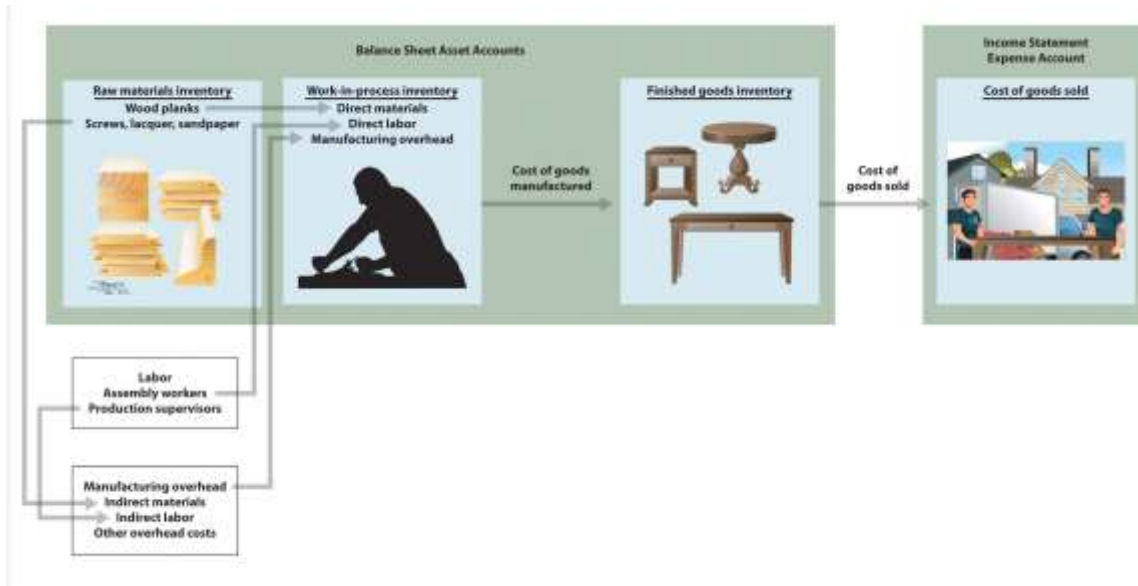 Balance Sheet Asset Accounts
Income Statement
Expense Account
Raw materials inventory
Wood planks
Screws, lacquer, sandpaper
Work-in-process inventory
Direct materials
Direct labor
Manufacturing overhead
Cost of goods
manufactured
Finished goods inventory
Cost of
goods sold
Cost of goods sold
Labor
Assembly workers
Production supervisors
Manufacturing overhead
Indirect materials
Indirect labor
Other overhead costs